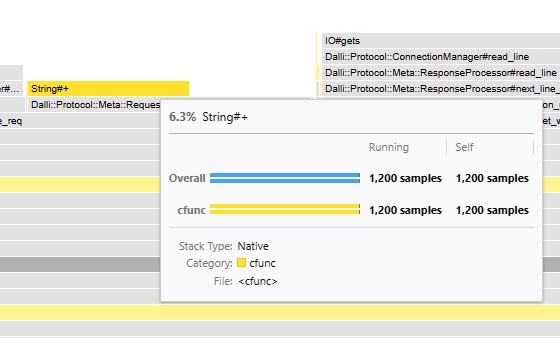 IO#gets
Dalli::Protocol::ConnectionManager#read_line
Dalli::Protocol::Meta::ResponseProcessor#read_line
er#... String#+ Dalli::Protocol::Meta::ResponseProcessor#next_line_
Dalli::Protocol::Meta::Reques
e_req
6.3% String#+
Running Self
Overall 1,200 samples 1,200 samples
cfunc 1,200 samples 1,200 samples
Stack Type: Native
Category: cfunc
File: <cfunc>